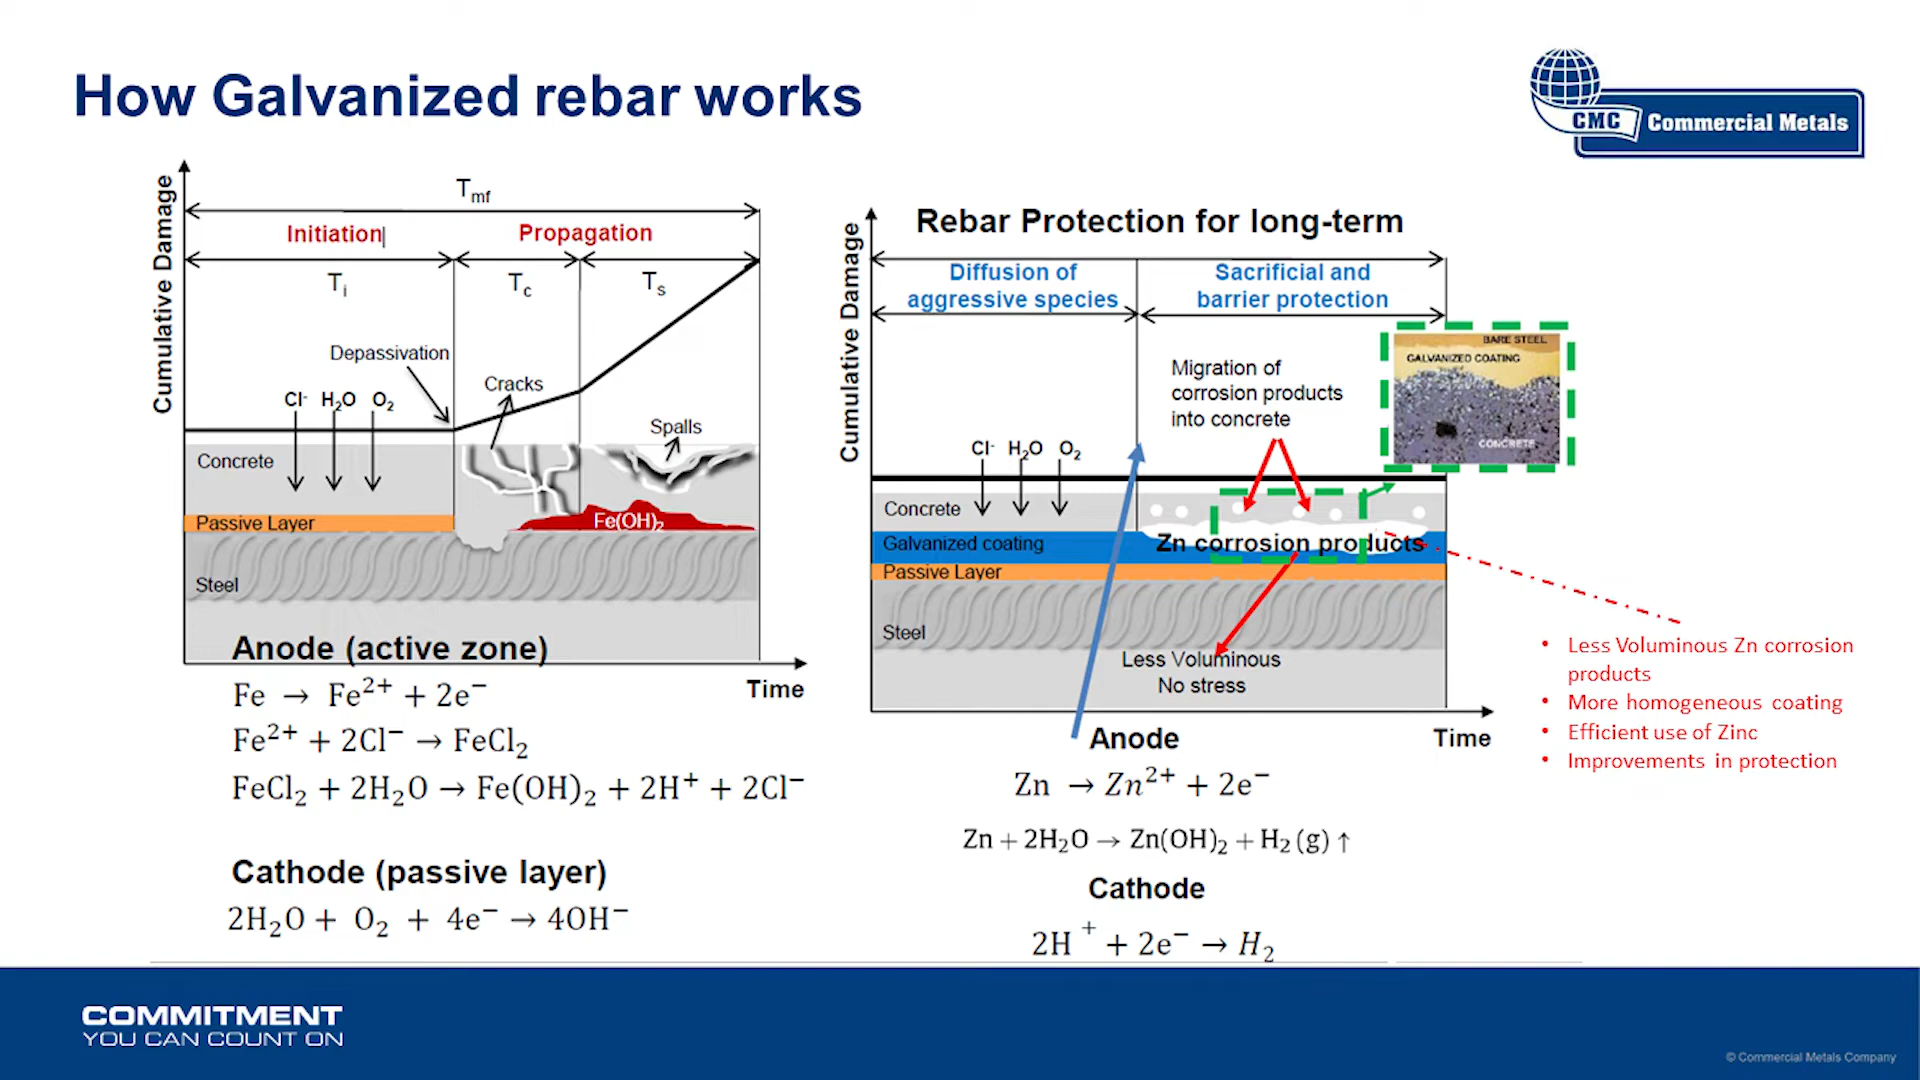 How Galvanized rebar works
CMC Commercial Metals
Cumulative Damage
Tmf
Initiation
Propagation
Ti
Tc
Ts
Depassivation
Cracks
Spalls
Cl⁻ H₂O O₂
Concrete
Passive Layer
Fe(OH)₂
Steel
Time
Anode (active zone)
Fe → Fe²⁺ + 2e⁻
Fe²⁺ + 2Cl⁻ → FeCl₂
FeCl₂ + 2H₂O → Fe(OH)₂ + 2H⁺ + 2Cl⁻
Cathode (passive layer)
2H₂O + O₂ + 4e⁻ → 4OH⁻
Cumulative Damage
Rebar Protection for long-term
Diffusion of
aggressive species
Sacrificial and
barrier protection
Migration of
corrosion products
into concrete
BARE STEEL
GALVANIZED COATING
CONCRETE
Cl⁻ H₂O O₂
Concrete
Galvanized coating
Zn corrosion products
Passive Layer
Steel
Less Voluminous
No stress
Time
Anode
Zn → Zn²⁺ + 2e⁻
Zn + 2H₂O → Zn(OH)₂ + H₂ (g) ↑
Cathode
2H⁺ + 2e⁻ → H₂
• Less Voluminous Zn corrosion
products
• More homogeneous coating
• Efficient use of Zinc
• Improvements in protection
COMMITMENT
YOU CAN COUNT ON
© Commercial Metals Company